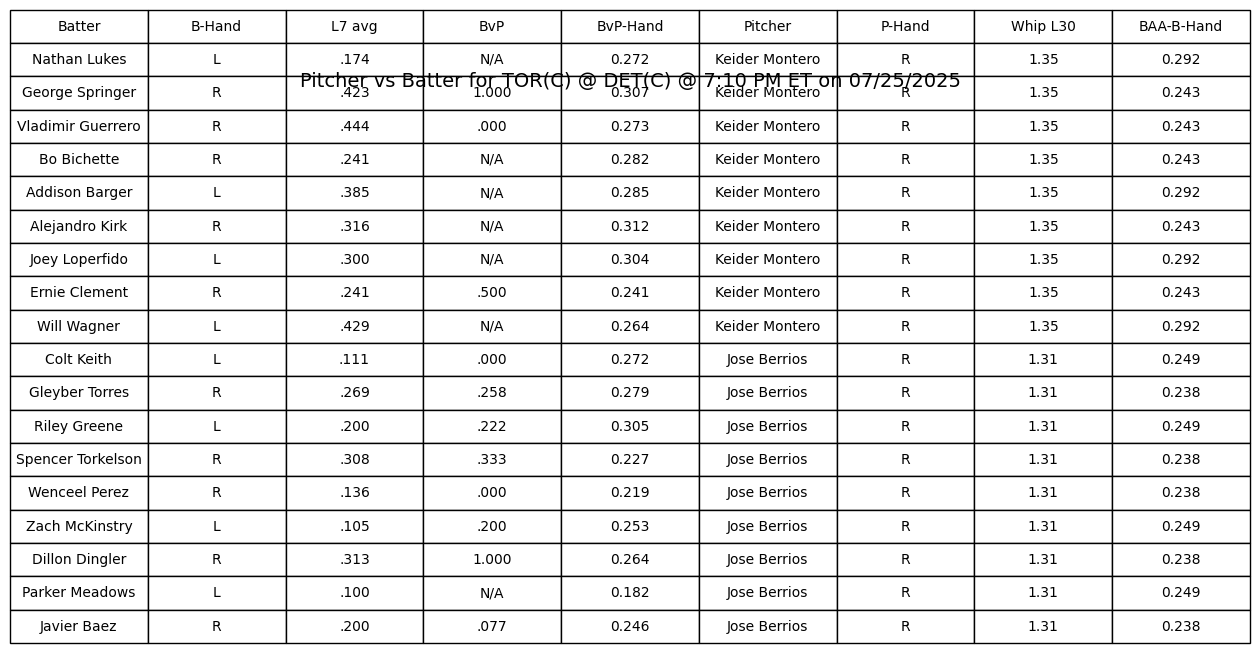 Batter B-Hand L7 avg BvP BvP-Hand Pitcher P-Hand Whip L30 BAA-B-Hand
Nathan Lukes L .174 N/A 0.272 Keider Montero R 1.35 0.292
Pitcher vs Batter for TOR(C) @ DET(C) @ 7:10 PM ET on 07/25/2025
George Springer R .423 1.000 0.307 Keider Montero R 1.35 0.243
Vladimir Guerrero R .444 .000 0.273 Keider Montero R 1.35 0.243
Bo Bichette R .241 N/A 0.282 Keider Montero R 1.35 0.243
Addison Barger L .385 N/A 0.285 Keider Montero R 1.35 0.292
Alejandro Kirk R .316 N/A 0.312 Keider Montero R 1.35 0.243
Joey Loperfido L .300 N/A 0.304 Keider Montero R 1.35 0.292
Ernie Clement R .241 .500 0.241 Keider Montero R 1.35 0.243
Will Wagner L .429 N/A 0.264 Keider Montero R 1.35 0.292
Colt Keith L .111 .000 0.272 Jose Berrios R 1.31 0.249
Gleyber Torres R .269 .258 0.279 Jose Berrios R 1.31 0.238
Riley Greene L .200 .222 0.305 Jose Berrios R 1.31 0.249
Spencer Torkelson R .308 .333 0.227 Jose Berrios R 1.31 0.238
Wenceel Perez R .136 .000 0.219 Jose Berrios R 1.31 0.238
Zach McKinstry L .105 .200 0.253 Jose Berrios R 1.31 0.249
Dillon Dingler R .313 1.000 0.264 Jose Berrios R 1.31 0.238
Parker Meadows L .100 N/A 0.182 Jose Berrios R 1.31 0.249
Javier Baez R .200 .077 0.246 Jose Berrios R 1.31 0.238